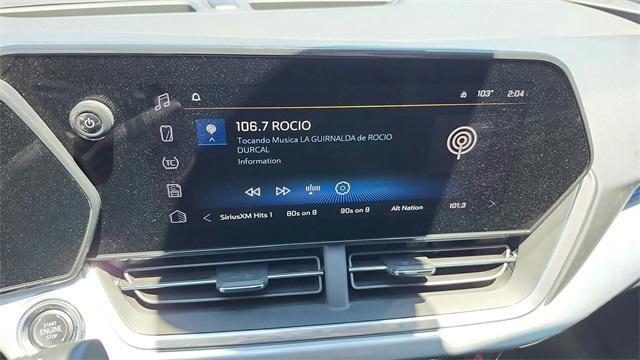 103° 2:04
106.7 ROCIO
Tocando Musica LA GUIRNALDA de ROCIO
DURCAL
Information
TC
SiriusXM Hits 1 80s on 8 90s on 9 Alt Nation 101.3
START
ENGINE
STOP